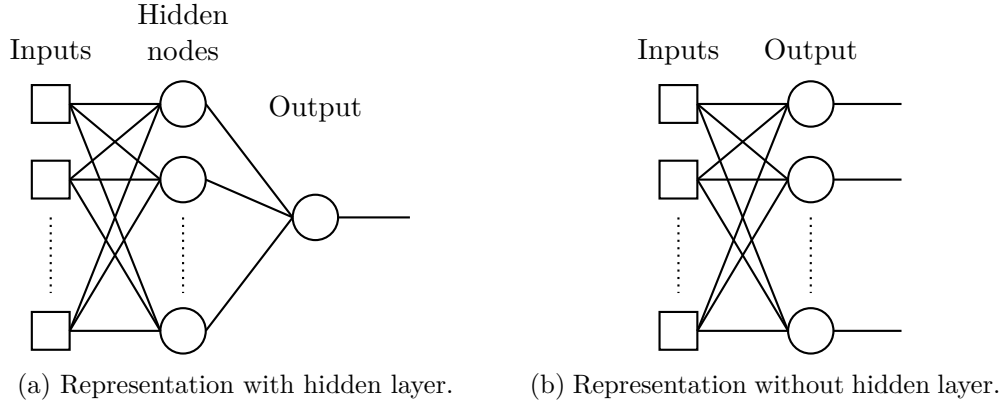 Hidden
nodes
Inputs
Output
(a) Representation with hidden layer.
Inputs
Output
(b) Representation without hidden layer.